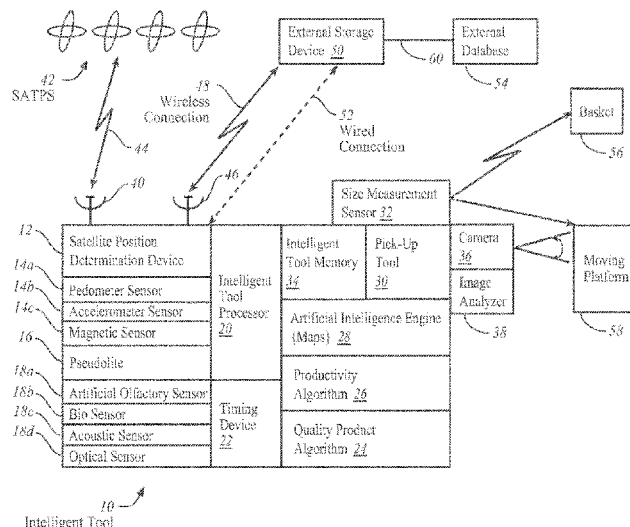 42
SATPS
44
48
Wireless
Connection
External Storage
Device 50
60
External
Database
54
52
Wired
Connection
Basket
56
40
46
Size Measurement
Sensor 32
12
Satellite Position
Determination Device
14a
Pedometer Sensor
14b
Accelerometer Sensor
14c
Magnetic Sensor
16
Pseudolite
18a
Artificial Olfactory Sensor
18b
Bio Sensor
18c
Acoustic Sensor
18d
Optical Sensor
Intelligent
Tool
Processor
20
Timing
Device
22
Intelligent
Tool Memory
34
Pick-Up
Tool
30
Camera
36
Image
Analyzer
38
Moving
Platform
58
Artificial Intelligence Engine
(Maps) 28
Productivity
Algorithm 26
Quality Product
Algorithm 24
10
Intelligent Tool